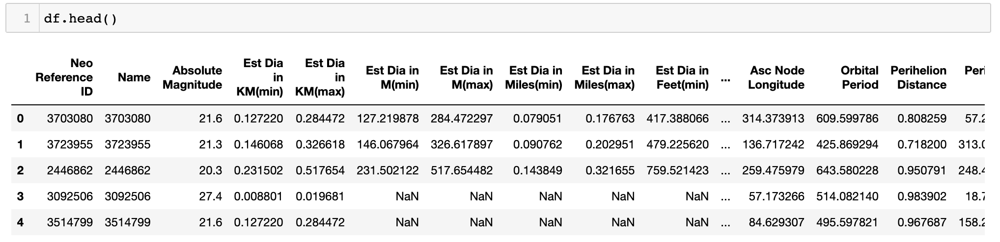 1 df.head()
Neo Reference ID Name Absolute Magnitude Est Dia in KM(min) Est Dia in KM(max) Est Dia in M(min) Est Dia in M(max) Est Dia in Miles(min) Est Dia in Miles(max) Est Dia in Feet(min) ... Asc Node Longitude Orbital Period Perihelion Distance Peri
0 3703080 3703080 21.6 0.127220 0.284472 127.219878 284.472297 0.079051 0.176763 417.388066 ... 314.373913 609.599786 0.808259 57.2
1 3723955 3723955 21.3 0.146068 0.326618 146.067964 326.617897 0.090762 0.202951 479.225620 ... 136.717242 425.869294 0.718200 313.0
2 2446862 2446862 20.3 0.231502 0.517654 231.502122 517.654482 0.143849 0.321655 759.521423 ... 259.475979 643.580228 0.950791 248.4
3 3092506 3092506 27.4 0.008801 0.019681 NaN NaN NaN NaN NaN ... 57.173266 514.082140 0.983902 18.7
4 3514799 3514799 21.6 0.127220 0.284472 NaN NaN NaN NaN NaN ... 84.629307 495.597821 0.967687 158.2